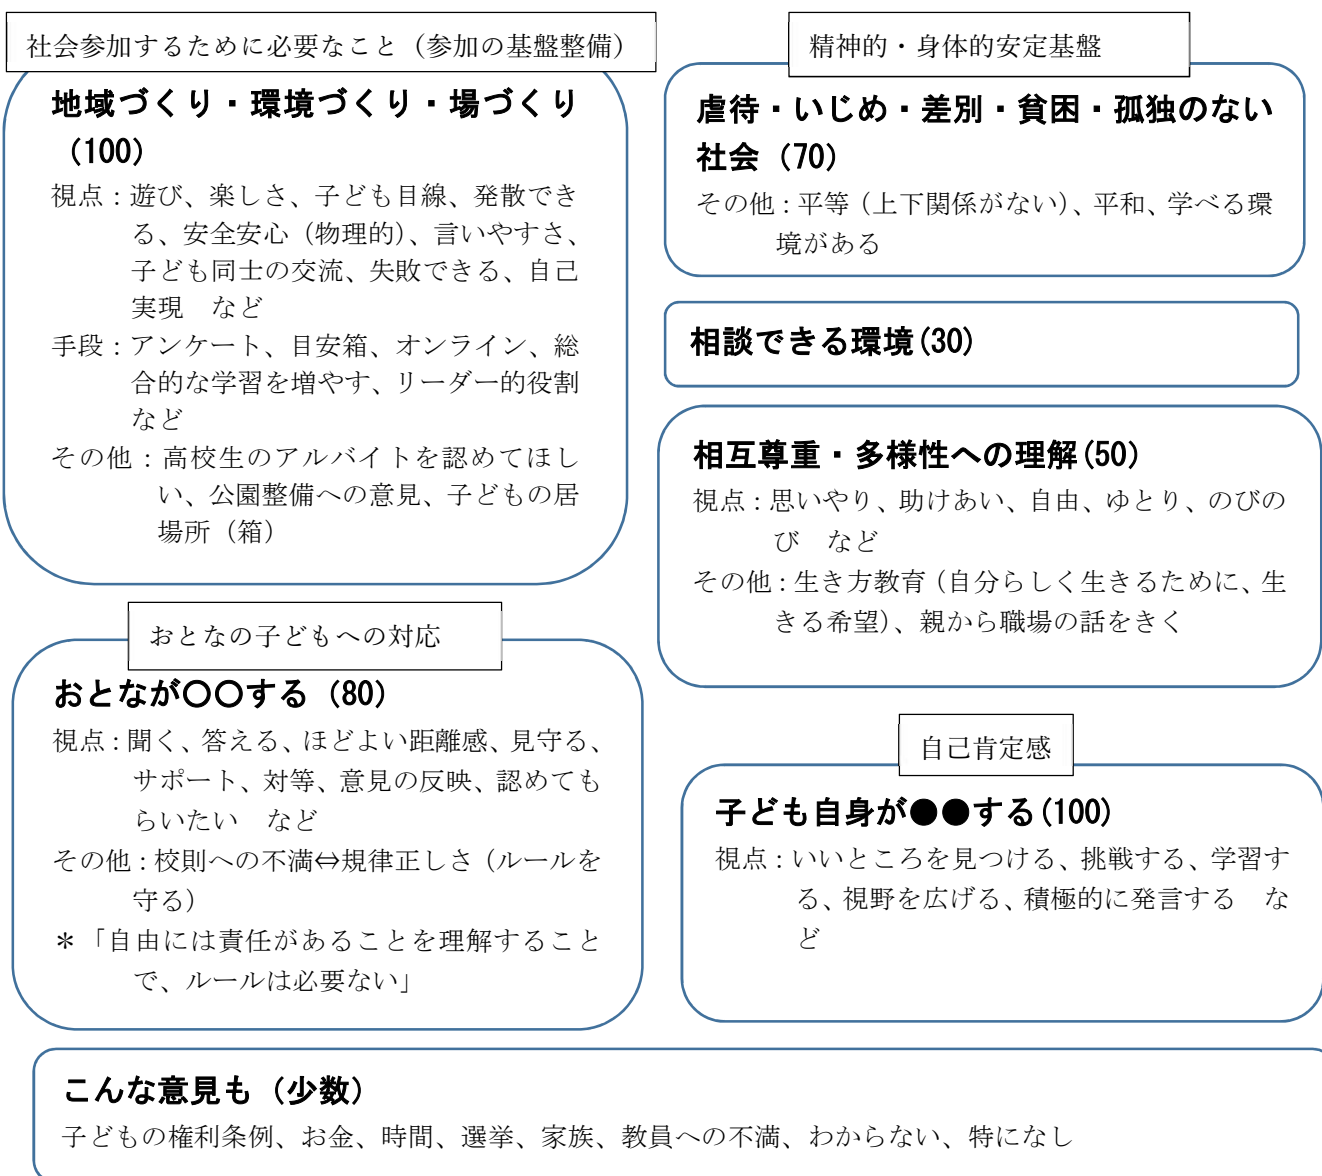 社会参加するために必要なこと（参加の基盤整備）
地域づくり・環境づくり・場づくり
（100）
視点：遊び、楽しさ、子ども目線、発散でき
る、安全安心（物理的）、言いやすさ、
子ども同士の交流、失敗できる、自己
実現　など
手段：アンケート、目安箱、オンライン、総
合的な学習を増やす、リーダー的役割
など
その他：高校生のアルバイトを認めてほし
い、公園整備への意見、子どもの居
場所（箱）
おとなの子どもへの対応
おとなが〇〇する（80）
視点：聞く、答える、ほどよい距離感、見守る、
サポート、対等、意見の反映、認めても
らいたい　など
その他：校則への不満⇔規律正しさ（ルールを
守る）
＊「自由には責任があることを理解すること
で、ルールは必要ない」
精神的・身体的安定基盤
虐待・いじめ・差別・貧困・孤独のない
社会（70）
その他：平等（上下関係がない）、平和、学べる環
境がある
相談できる環境(30)
相互尊重・多様性への理解(50)
視点：思いやり、助けあい、自由、ゆとり、のびの
び　など
その他：生き方教育（自分らしく生きるために、生
きる希望）、親から職場の話をきく
自己肯定感
子ども自身が●●する(100)
視点：いいところを見つける、挑戦する、学習す
る、視野を広げる、積極的に発言する　な
ど
こんな意見も（少数）
子どもの権利条例、お金、時間、選挙、家族、教員への不満、わからない、特になし